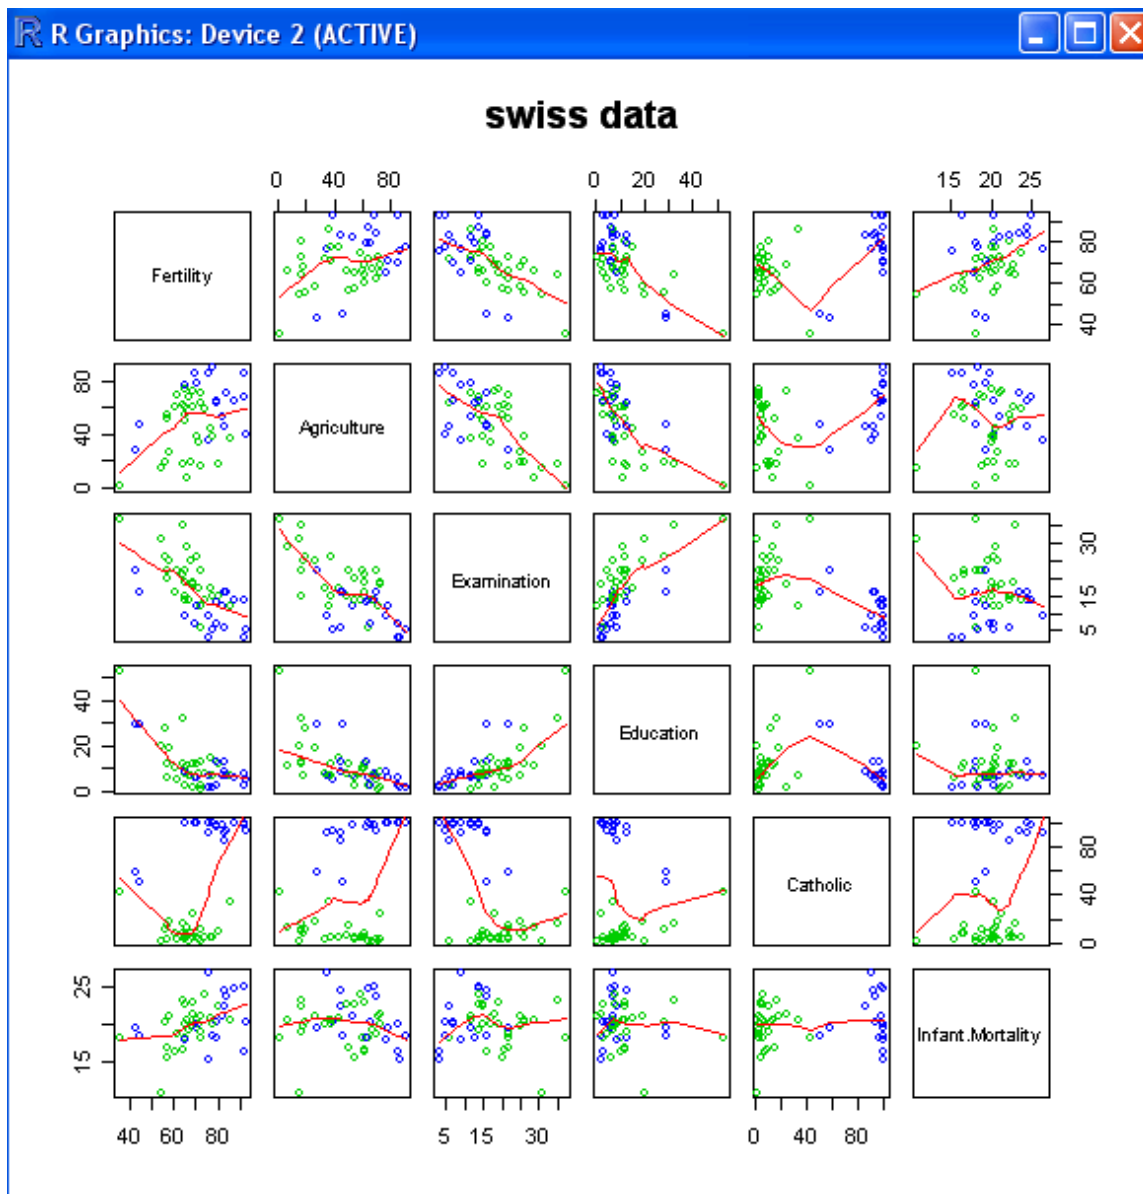 R R Graphics: Device 2 (ACTIVE)
swiss data
0 40 80 0 20 40 15 20 25
Fertility
40 60 80
0 40 80
Agriculture
Examination
5 15 30
0 20 40
Education
Catholic
0 40 80
15 25
Infant.Mortality
40 60 80 5 15 30 0 40 80